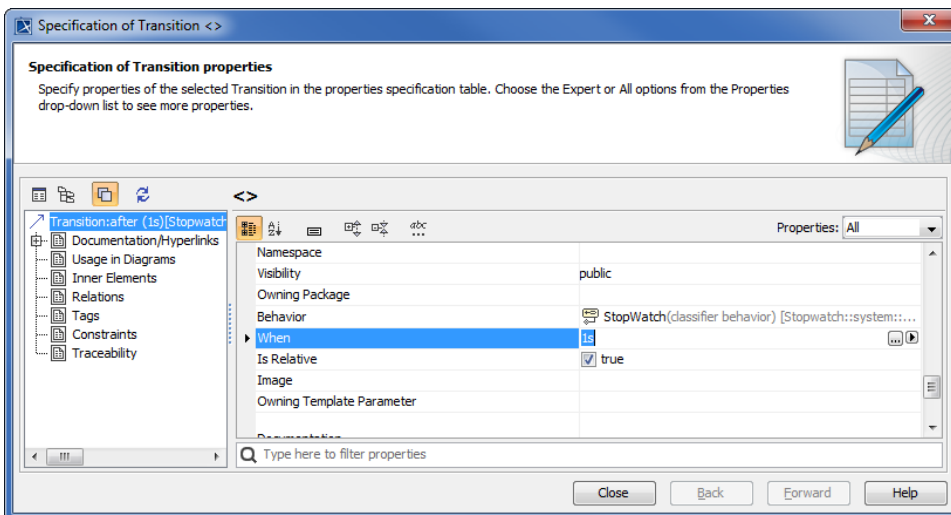 Specification of Transition <>
Specification of Transition properties
Specify properties of the selected Transition in the properties specification table. Choose the Expert or All options from the Properties
drop-down list to see more properties.
<>
Transition:after (1s)[Stopwatch
Documentation/Hyperlinks
Usage in Diagrams
Inner Elements
Relations
Tags
Constraints
Traceability
Properties: All
Namespace
Visibility public
Owning Package
Behavior StopWatch(classifier behavior) [Stopwatch::system::...
When 1s
Is Relative true
Image
Owning Template Parameter
Documentation
Type here to filter properties
Close Back Forward Help